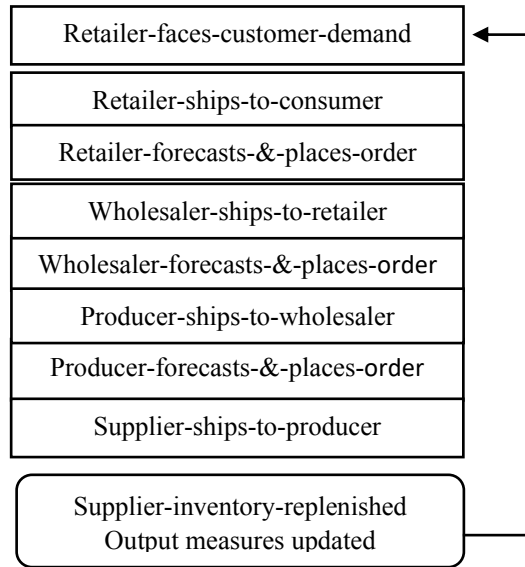 Retailer-faces-customer-demand
Retailer-ships-to-consumer
Retailer-forecasts-&-places-order
Wholesaler-ships-to-retailer
Wholesaler-forecasts-&-places-order
Producer-ships-to-wholesaler
Producer-forecasts-&-places-order
Supplier-ships-to-producer
Supplier-inventory-replenished
Output measures updated